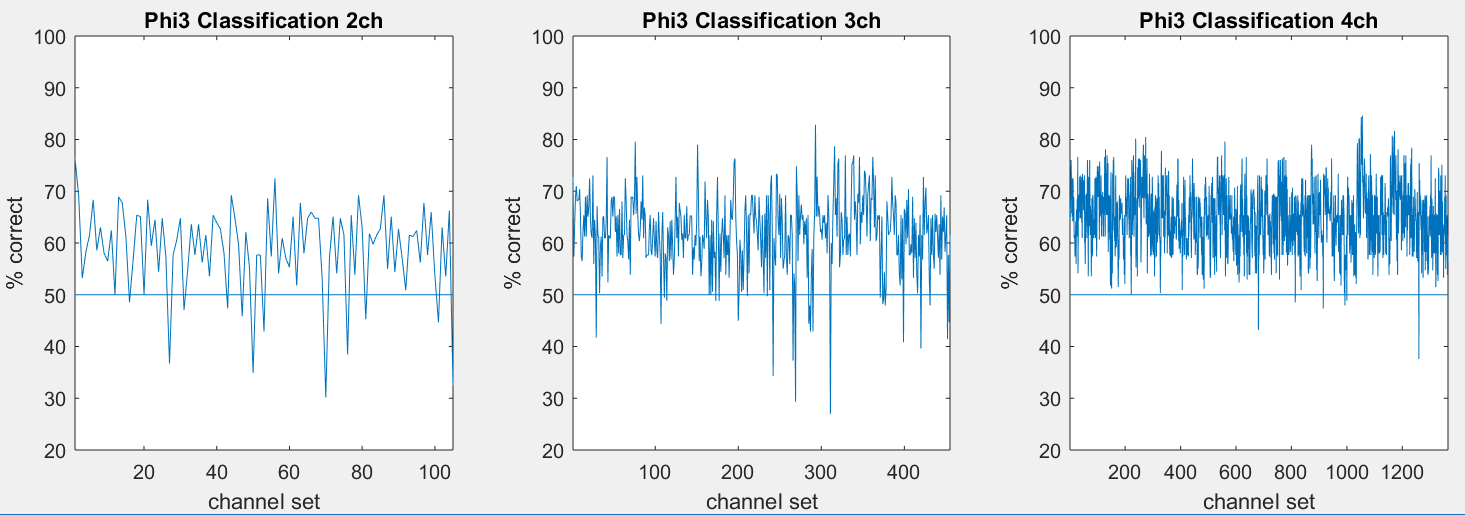 Phi3 Classification 2ch
100
90
80
70
60
50
40
30
20
% correct
20 40 60 80 100
channel set
Phi3 Classification 3ch
100
90
80
70
60
50
40
30
20
% correct
100 200 300 400
channel set
Phi3 Classification 4ch
100
90
80
70
60
50
40
30
20
% correct
200 400 600 800 1000 1200
channel set